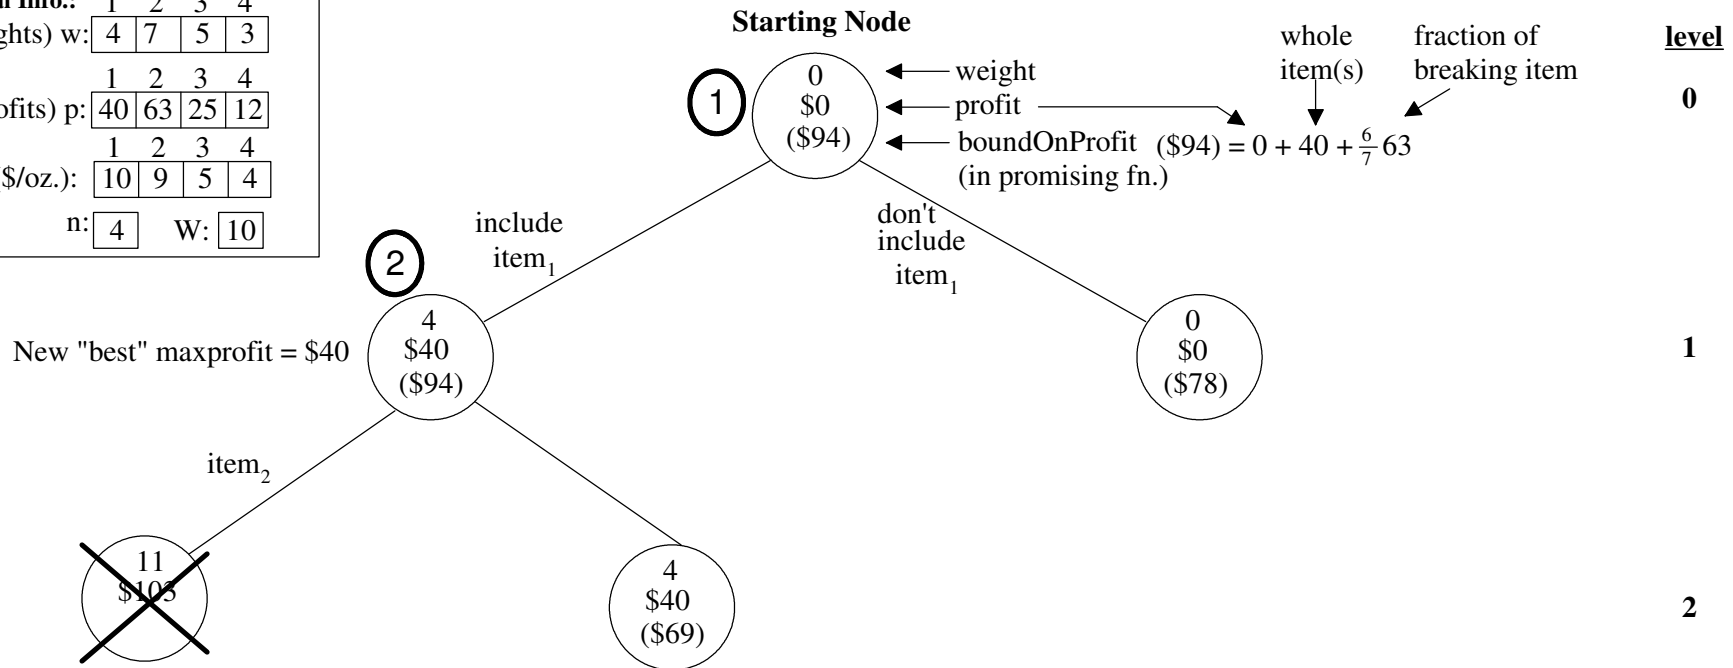 Info.: 1 2 3 4
w: 4 7 5 3
1 2 3 4
p: 40 63 25 12
1 2 3 4
($/oz.): 10 9 5 4
n: 4 W: 10
Starting Node
1
0
$0
($94)
weight
profit
boundOnProfit
(in promising fn.)
($94) = 0 + 40 + 6/7 63
whole
item(s)
fraction of
breaking item
level
0
include
item1
don't
include
item1
2
New "best" maxprofit = $40
4
$40
($94)
0
$0
($78)
1
item2
11
$103
4
$40
($69)
2